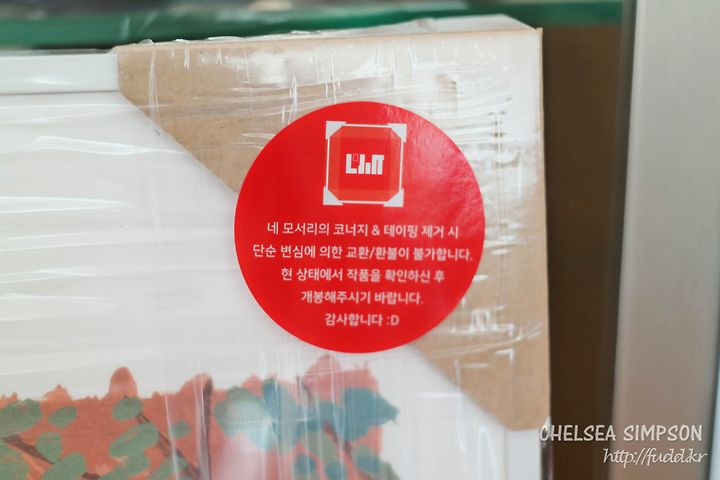 네 모서리의 코너지 & 테이핑 제거 시
단순 변심에 의한 교환/환불이 불가합니다.
현 상태에서 작품을 확인하신 후
개봉해주시기 바랍니다.
감사합니다 :D
CHELSEA SIMPSON
http://fudd.kr